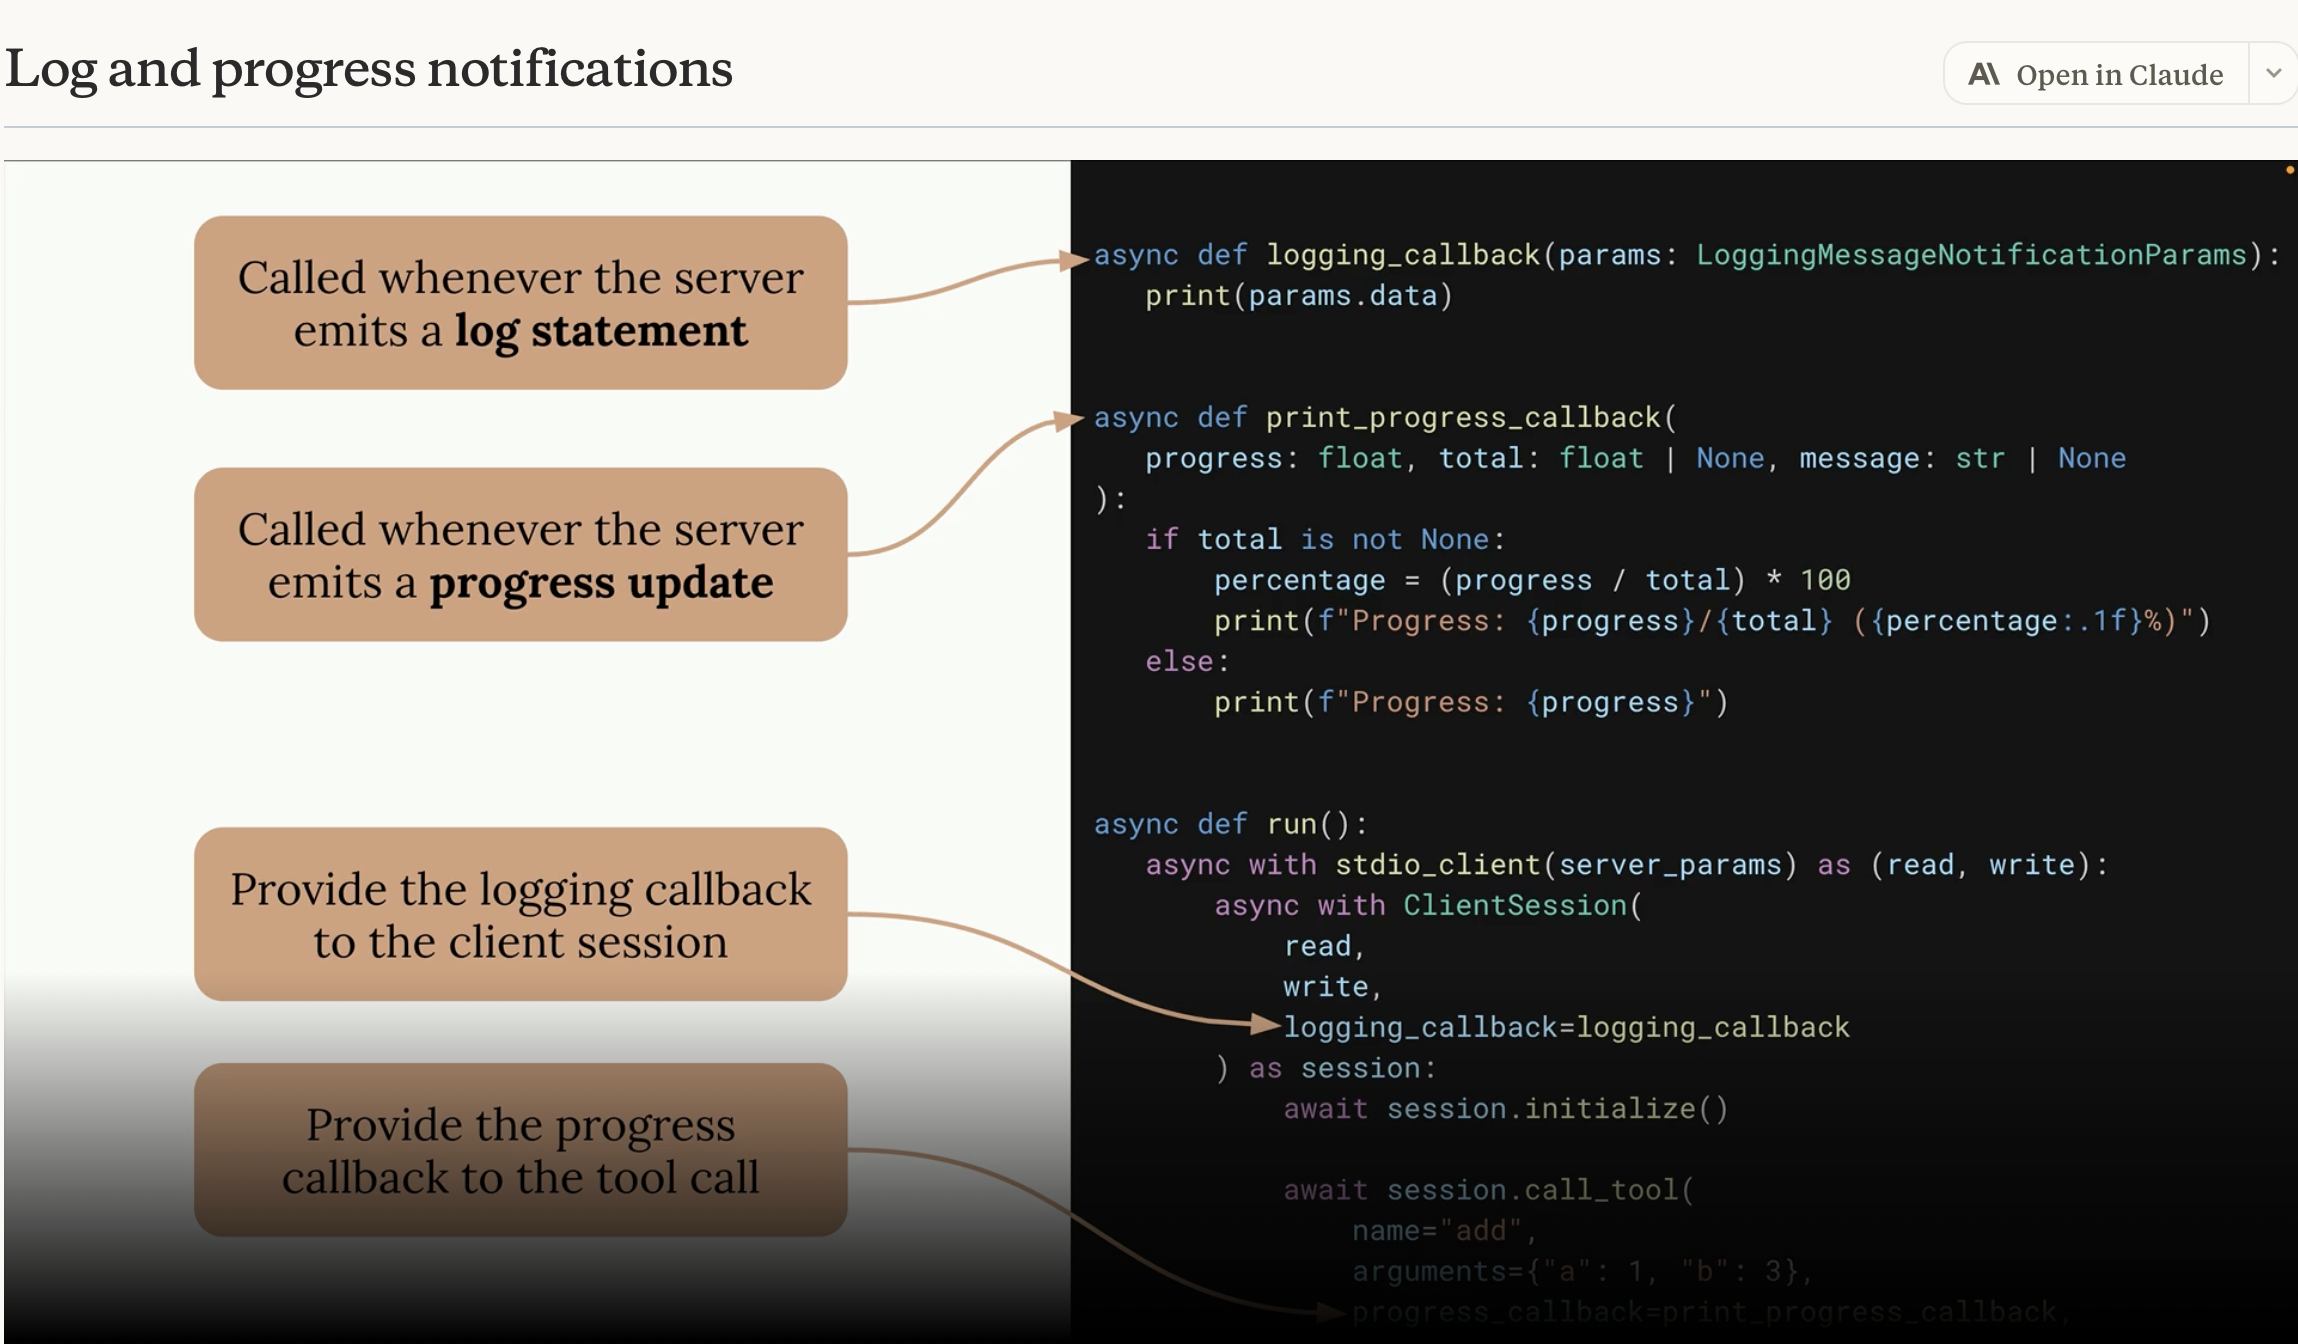 Log and progress notifications
Open in Claude
Called whenever the server
emits a log statement
Called whenever the server
emits a progress update
Provide the logging callback
to the client session
Provide the progress
callback to the tool call
async def logging_callback(params: LoggingMessageNotificationParams):
    print(params.data)
async def print_progress_callback(
    progress: float, total: float | None, message: str | None
):
    if total is not None:
        percentage = (progress / total) * 100
        print(f"Progress: {progress}/{total} ({percentage:.1f}%)")
    else:
        print(f"Progress: {progress}")
async def run():
    async with stdio_client(server_params) as (read, write):
        async with ClientSession(
            read,
            write,
            logging_callback=logging_callback
        ) as session:
            await session.initialize()
            await session.call_tool(
                name="add",
                arguments={"a": 1, "b": 3},
                progress_callback=print_progress_callback,